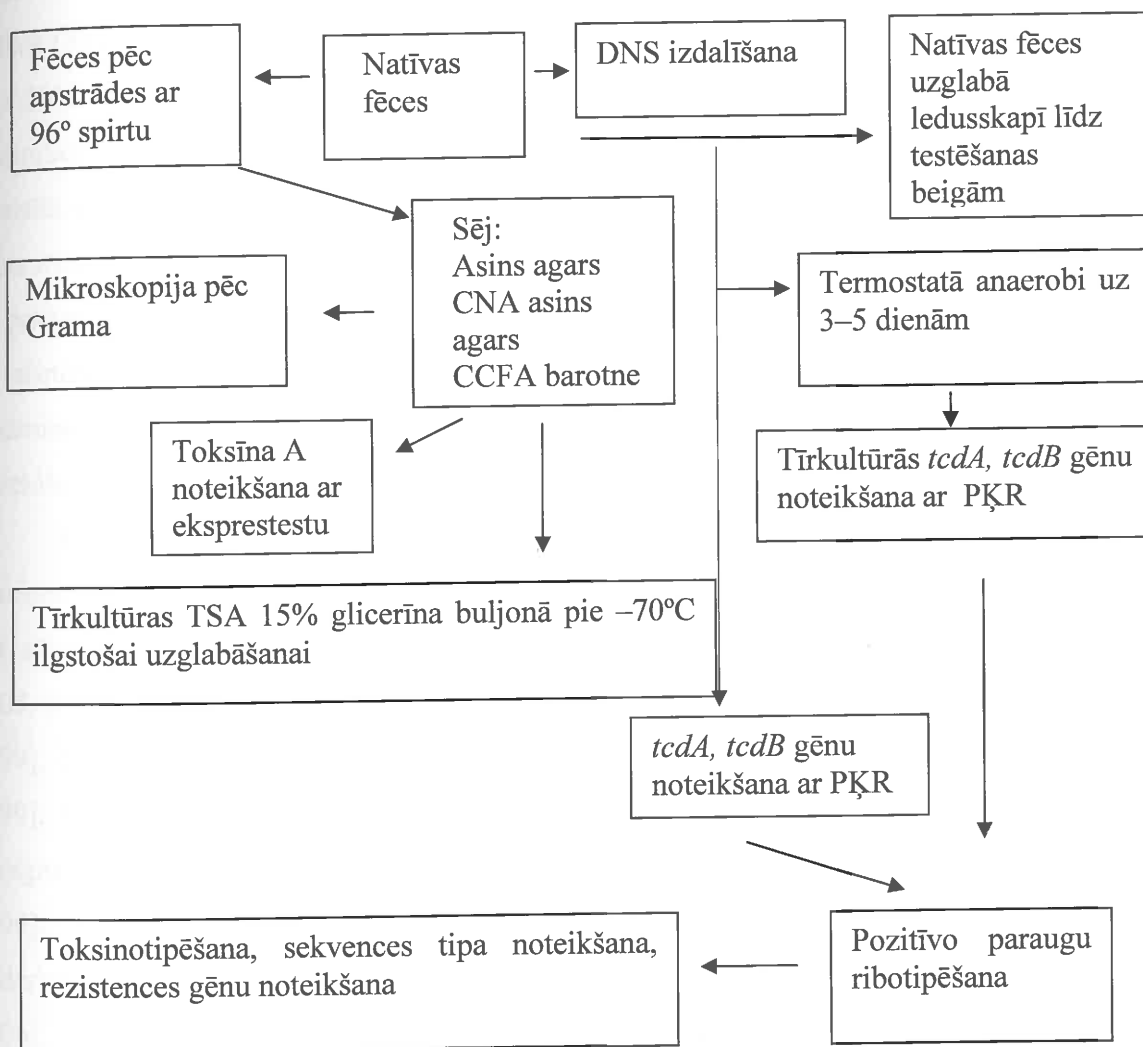 Fēces pēc
apstrādes ar
96º spirtu
Natīvas
fēces
DNS izdalīšana
Natīvas fēces
uzglabā
ledusskapī līdz
testēšanas
beigām
Sēj:
Asins agars
CNA asins
agars
CCFA barotne
Mikroskopija pēc
Grama
Termostatā anaerobi uz
3–5 dienām
Toksīna A
noteikšana ar
eksprestestu
Tīrkultūrās tcdA, tcdB gēnu
noteikšana ar PĶR
Tīrkultūras TSA 15% glicerīna buljonā pie –70ºC
ilgstošai uzglabāšanai
tcdA, tcdB gēnu
noteikšana ar PĶR
Toksinotipēšana, sekvences tipa noteikšana,
rezistences gēnu noteikšana
Pozitīvo paraugu
ribotipēšana